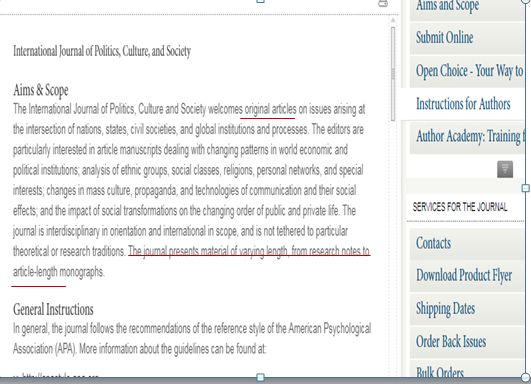 International Journal of Politics, Culture, and Society
Aims & Scope
The International Journal of Politics, Culture and Society welcomes original articles on issues arising at
the intersection of nations, states, civil societies, and global institutions and processes. The editors are
particularly interested in article manuscripts dealing with changing patterns in world economic and
political institutions; analysis of ethnic groups, social classes, religions, personal networks, and special
interests; changes in mass culture, propaganda, and technologies of communication and their social
effects; and the impact of social transformations on the changing order of public and private life. The
journal is interdisciplinary in orientation and international in scope, and is not tethered to particular
theoretical or research traditions. The journal presents material of varying length, from research notes to
article-length monographs.
General Instructions
In general, the journal follows the recommendations of the reference style of the American Psychological
Association (APA). More information about the guidelines can be found at:
Aims and Scope
Submit Online
Open Choice - Your Way to
Instructions for Authors
Author Academy: Training f
SERVICES FOR THE JOURNAL
Contacts
Download Product Flyer
Shipping Dates
Order Back Issues
Bulk Orders